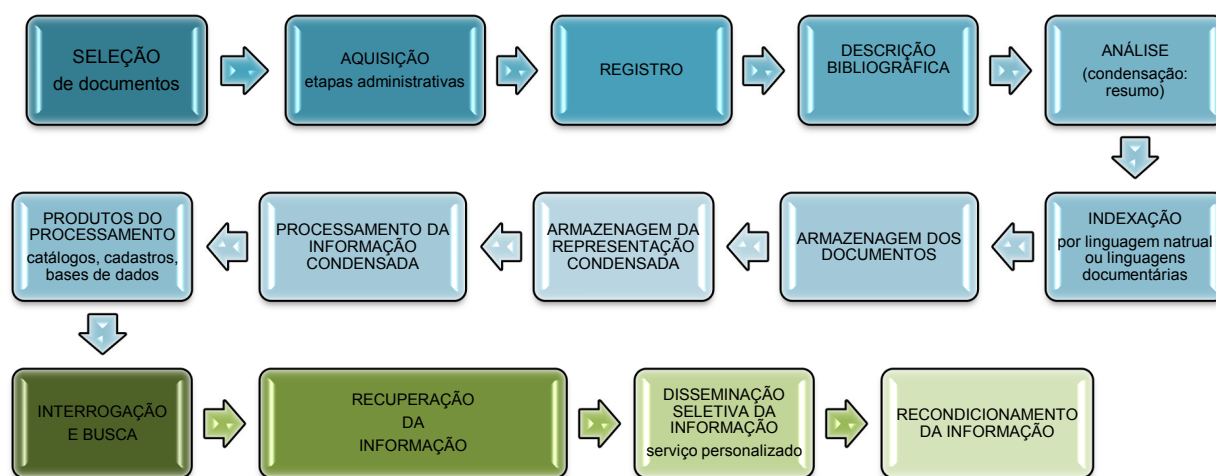 SELEÇÃO
de documentos
AQUISIÇÃO
etapas administrativas
REGISTRO
DESCRIÇÃO
BIBLIOGRÁFICA
ANÁLISE
(condensação:
resumo)
PRODUTOS DO
PROCESSAMENTO
catálogos, cadastros,
bases de dados
PROCESSAMENTO DA
INFORMAÇÃO
CONDENSADA
ARMAZENAGEM DA
REPRESENTAÇÃO
CONDENSADA
ARMAZENAGEM DOS
DOCUMENTOS
INDEXAÇÃO
por linguagem natrual
ou linguagens
documentárias
INTERROGAÇÃO
E BUSCA
RECUPERAÇÃO
DA
INFORMAÇÃO
DISSEMINAÇÃO
SELETIVA DA
INFORMAÇÃO
serviço personalizado
RECONDICIONAMENTO
DA INFORMAÇÃO